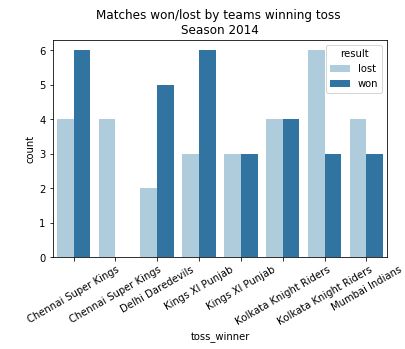 Matches won/lost by teams winning toss
Season 2014
result
lost
won
6
5
4
3
2
1
0
count
Chennai Super Kings
Chennai Super Kings
Delhi Daredevils
Kings XI Punjab
Kings XI Punjab
Kolkata Knight Riders
Kolkata Knight Riders
Mumbai Indians
toss_winner